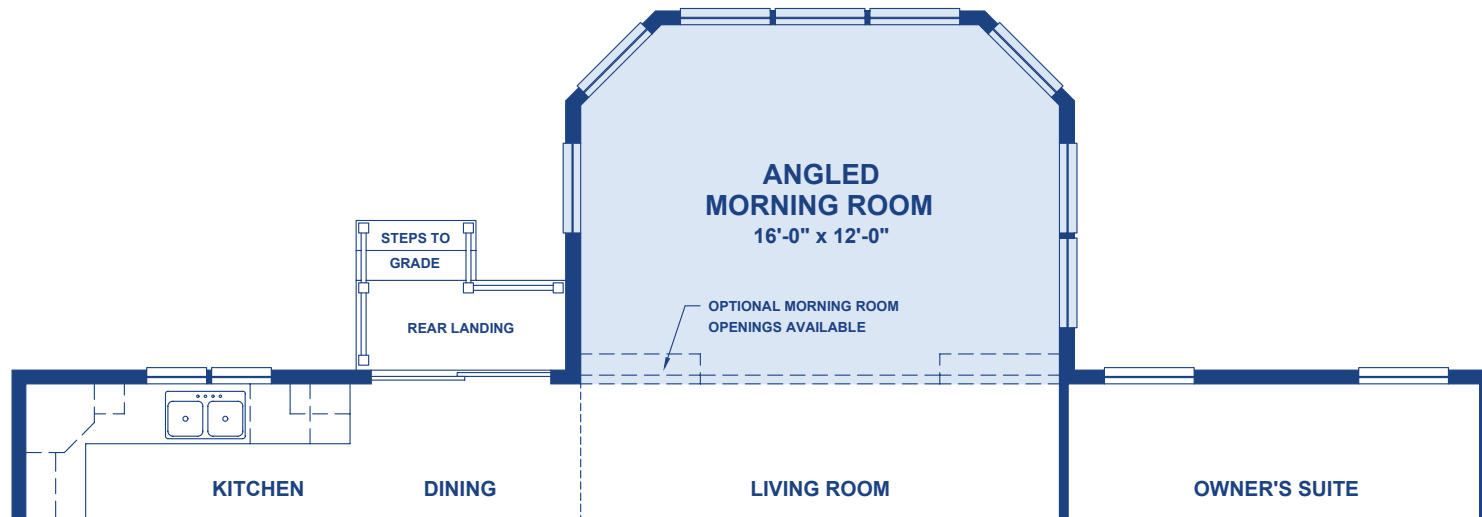 ANGLED
MORNING ROOM
16'-0" x 12'-0"
STEPS TO
GRADE
REAR LANDING
OPTIONAL MORNING ROOM
OPENINGS AVAILABLE
KITCHEN
DINING
LIVING ROOM
OWNER'S SUITE